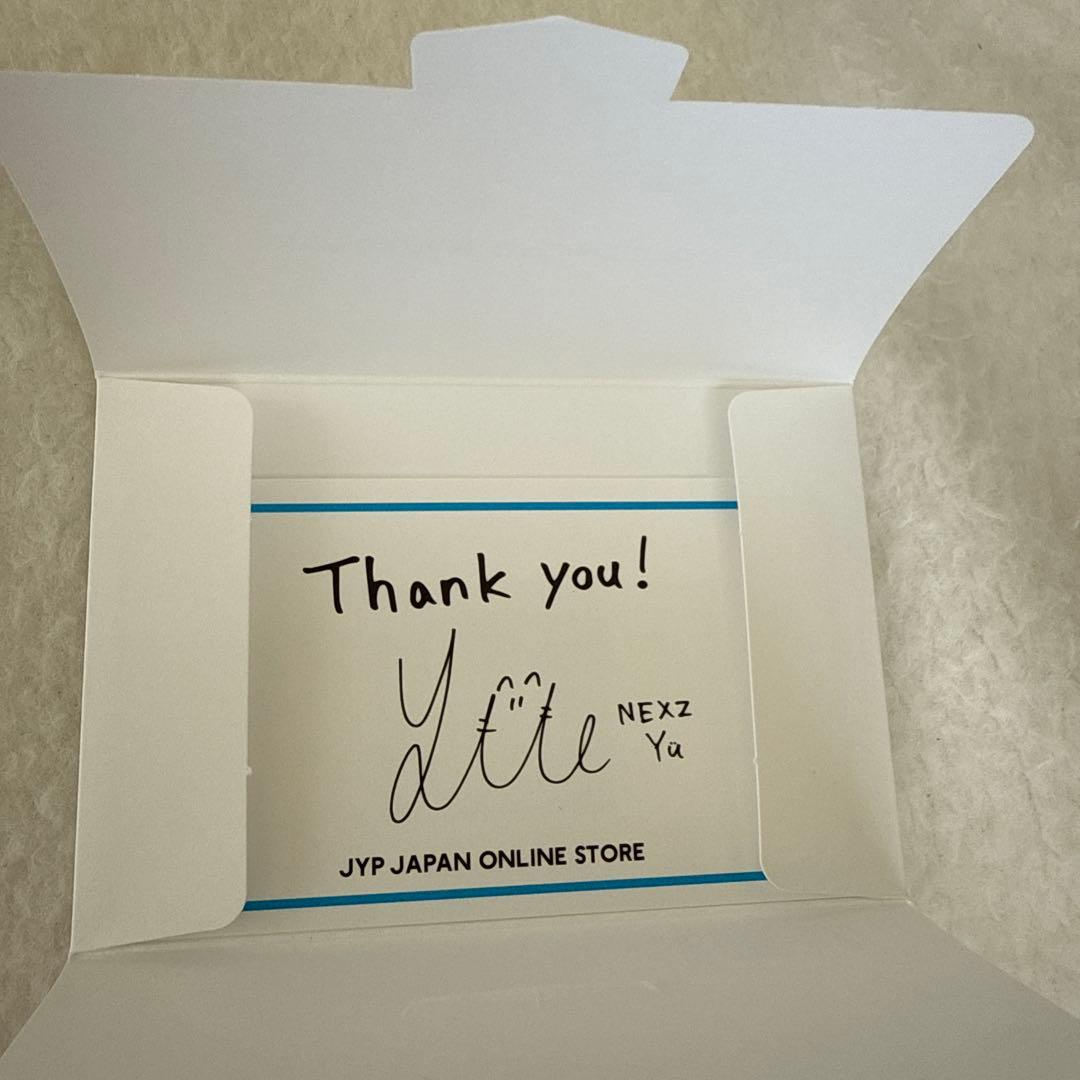 Thank you!
NEXZ
Yu
JYP JAPAN ONLINE STORE